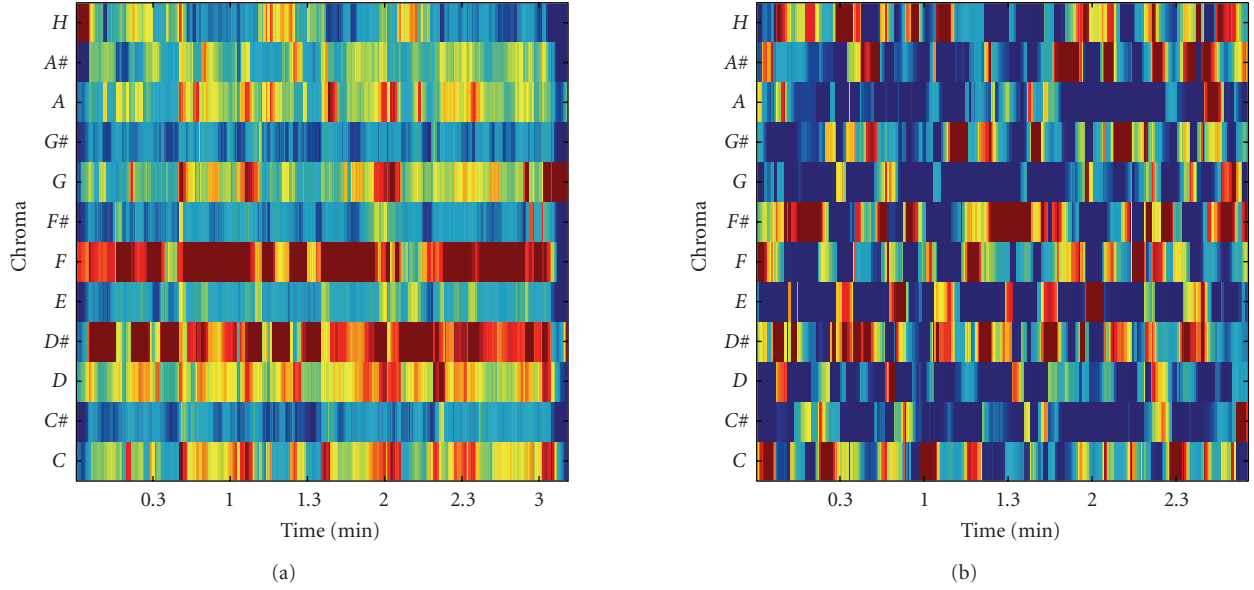 H
A#
A
G#
G
F#
F
E
D#
D
C#
C
Chroma
0.3 1 1.3 2 2.3 3
Time (min)
(a)
H
A#
A
G#
G
F#
F
E
D#
D
C#
C
Chroma
0.3 1 1.3 2 2.3
Time (min)
(b)